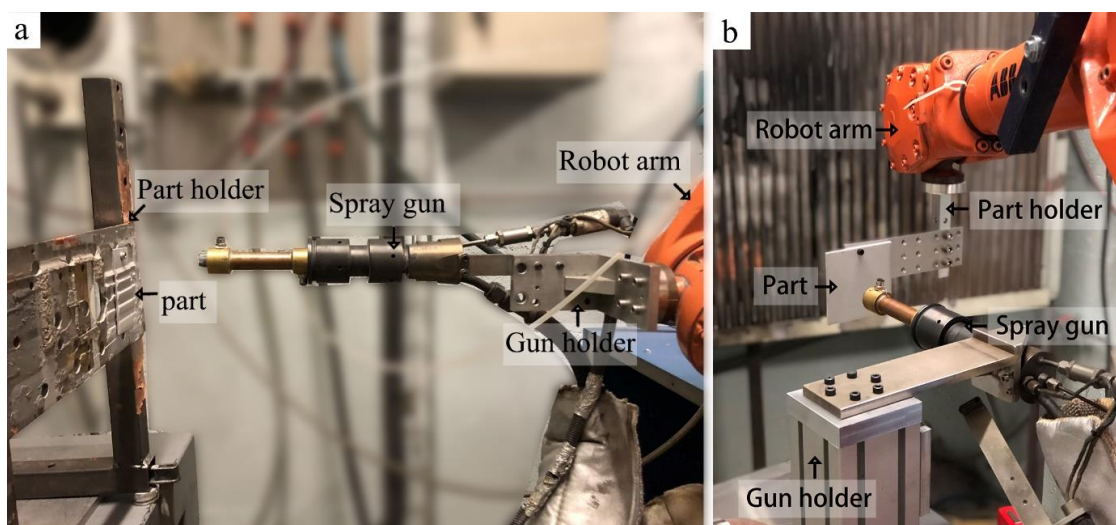 a
Part holder
part
Spray gun
Robot arm
Gun holder
b
ABB
Robot arm
Part holder
Part
Spray gun
Gun holder